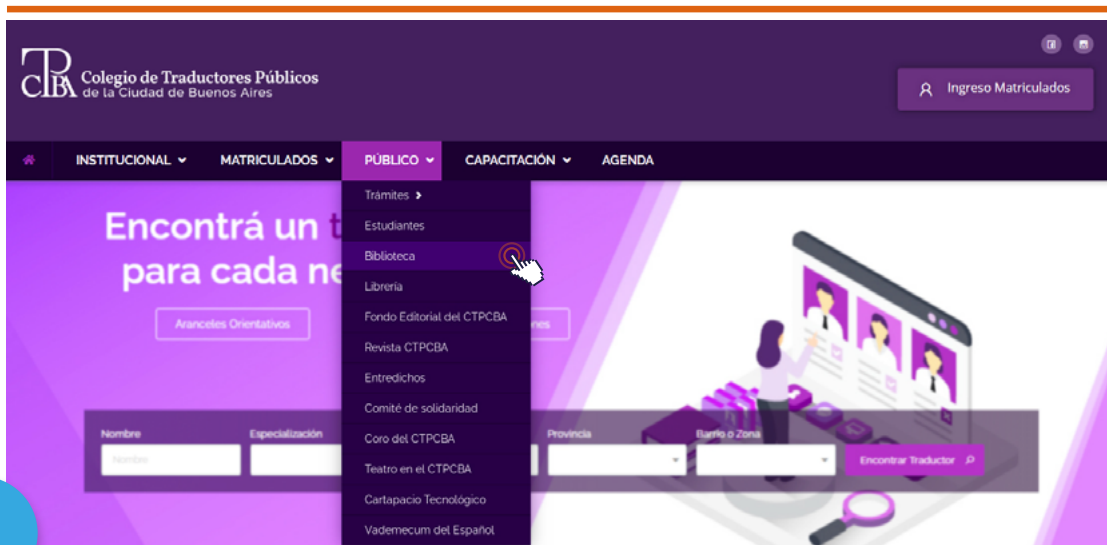 CTPBA
Colegio de Traductores Públicos
de la Ciudad de Buenos Aires
Ingreso Matriculados
INSTITUCIONAL
MATRICULADOS
PÚBLICO
CAPACITACIÓN
AGENDA
Trámites
Estudiantes
Biblioteca
Librería
Fondo Editorial del CTPCBA
Revista CTPCBA
Entredichos
Comité de solidaridad
Coro del CTPCBA
Teatro en el CTPCBA
Cartapacio Tecnológico
Vademecum del Español
Encontrá un t
para cada ne
Aranceles Orientativos
nes
Nombre
Especialización
Provincia
Barrio o Zona
Nombre
Encontrar Traductor